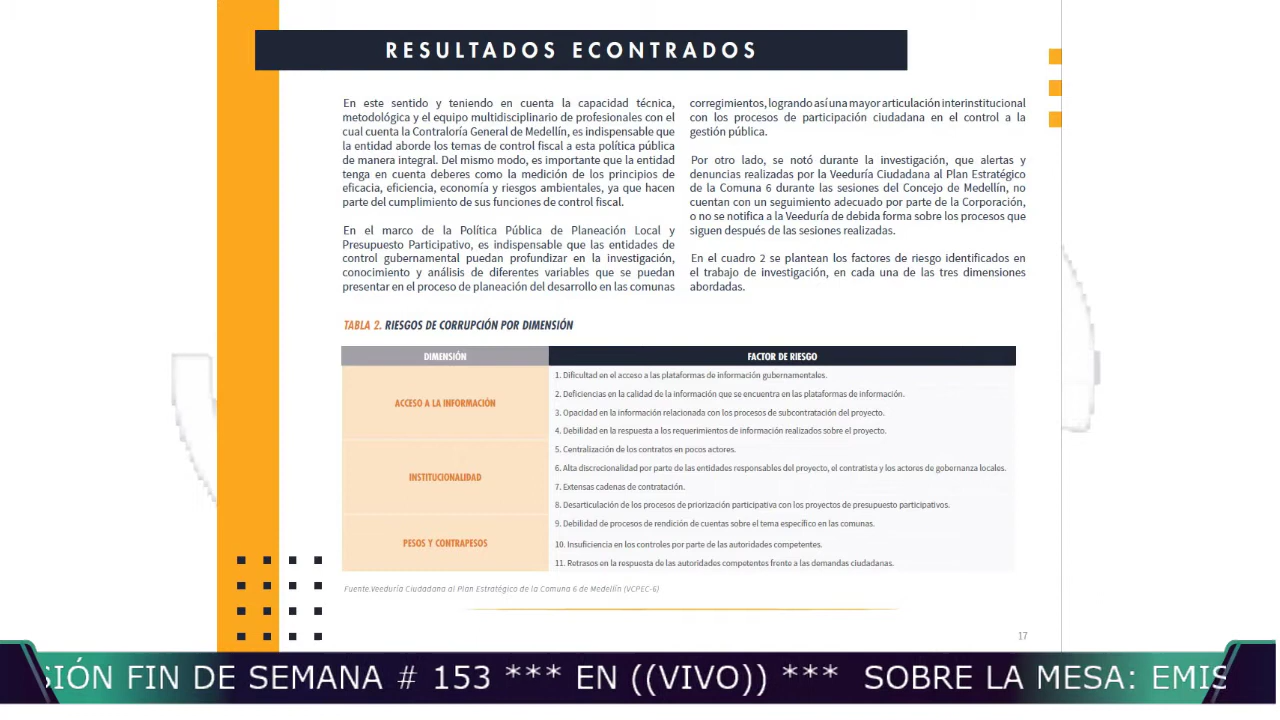 RESULTADOS ECONTRADOS
En este sentido y teniendo en cuenta la capacidad técnica,
metodológica y el equipo multidisciplinario de profesionales con el
cual cuenta la Contraloría General de Medellín, es indispensable que
la entidad aborde los temas de control fiscal a esta política pública
de manera integral. Del mismo modo, es importante que la entidad
tenga en cuenta deberes como la medición de los principios de
eficacia, eficiencia, economía y riesgos ambientales, ya que hacen
parte del cumplimiento de sus funciones de control fiscal.
En el marco de la Política Pública de Planeación Local y
Presupuesto Participativo, es indispensable que las entidades de
control gubernamental puedan profundizar en la investigación,
conocimiento y análisis de diferentes variables que se puedan
presentar en el proceso de planeación del desarrollo en las comunas
corregimientos, logrando así una mayor articulación interinstitucional
con los procesos de participación ciudadana en el control a la
gestión pública.
Por otro lado, se notó durante la investigación, que alertas y
denuncias realizadas por la Veeduría Ciudadana al Plan Estratégico
de la Comuna 6 durante las sesiones del Concejo de Medellín, no
cuentan con un seguimiento adecuado por parte de la Corporación,
o no se notifica a la Veeduría de debida forma sobre los procesos que
siguen después de las sesiones realizadas.
En el cuadro 2 se plantean los factores de riesgo identificados en
el trabajo de investigación, en cada una de las tres dimensiones
abordadas.
TABLA 2. RIESGOS DE CORRUPCIÓN POR DIMENSIÓN
DIMENSIÓN
FACTOR DE RIESGO
ACCESO A LA INFORMACIÓN
1. Dificultad en el acceso a las plataformas de información gubernamentales.
2. Deficiencias en la calidad de la información que se encuentra en las plataformas de información.
3. Opacidad en la información relacionada con los procesos de subcontratación del proyecto.
4. Debilidad en la respuesta a los requerimientos de información realizados sobre el proyecto.
INSTITUCIONALIDAD
5. Centralización de los contratos en pocos actores.
6. Alta discrecionalidad por parte de las entidades responsables del proyecto, el contratista y los actores de gobernanza locales.
7. Extensas cadenas de contratación.
8. Desarticulación de los procesos de priorización participativa con los proyectos de presupuesto participativos.
PESOS Y CONTRAPESOS
9. Debilidad de procesos de rendición de cuentas sobre el tema específico en las comunas.
10. Insuficiencia en los controles por parte de las autoridades competentes.
11. Retrasos en la respuesta de las autoridades competentes frente a las demandas ciudadanas.
Fuente.Veeduría Ciudadana al Plan Estratégico de la Comuna 6 de Medellín (VCPEC-6)
17
SIÓN FIN DE SEMANA # 153 *** EN ((VIVO)) *** SOBRE LA MESA: EMIS